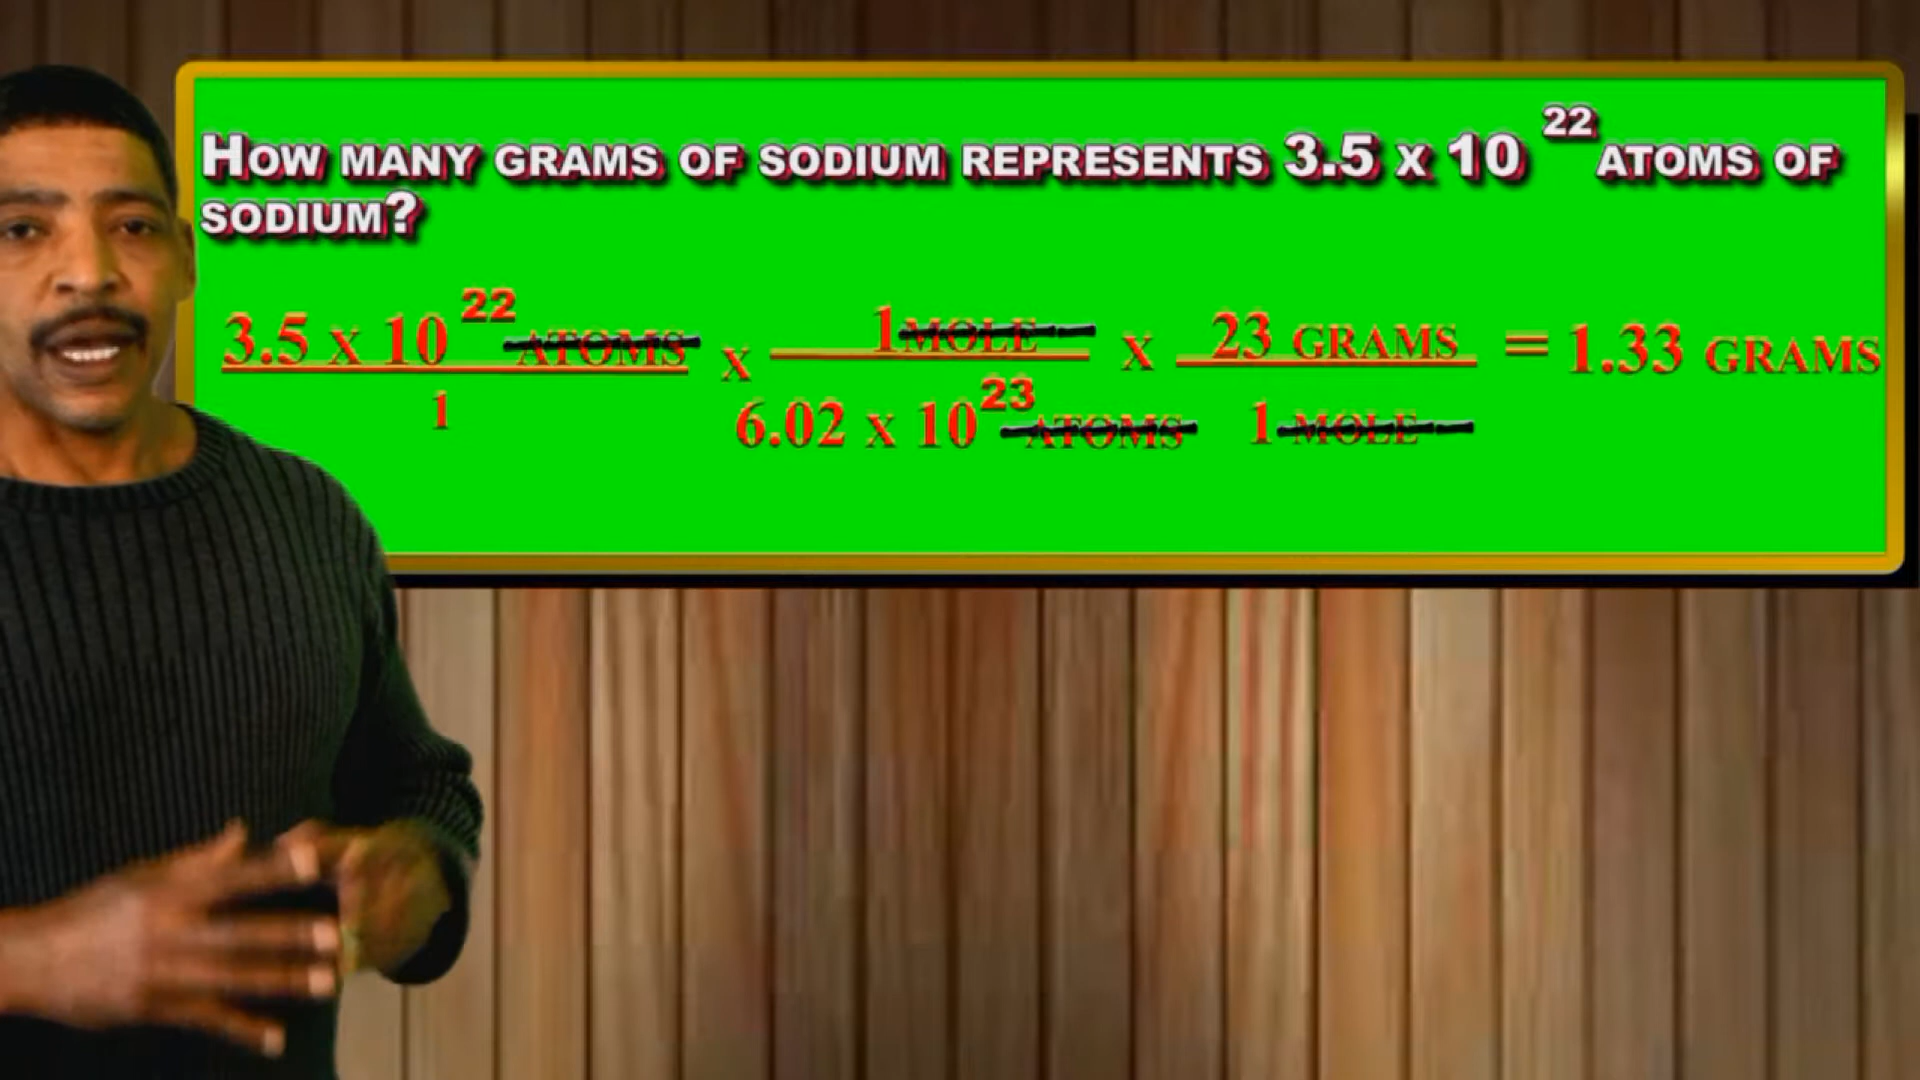 How many grams of sodium represents 3.5 x 10 22 atoms of
sodium?
3.5 x 10 22 atoms x 1 mole x 23 grams = 1.33 grams
1 6.02 x 10 23 atoms 1 mole